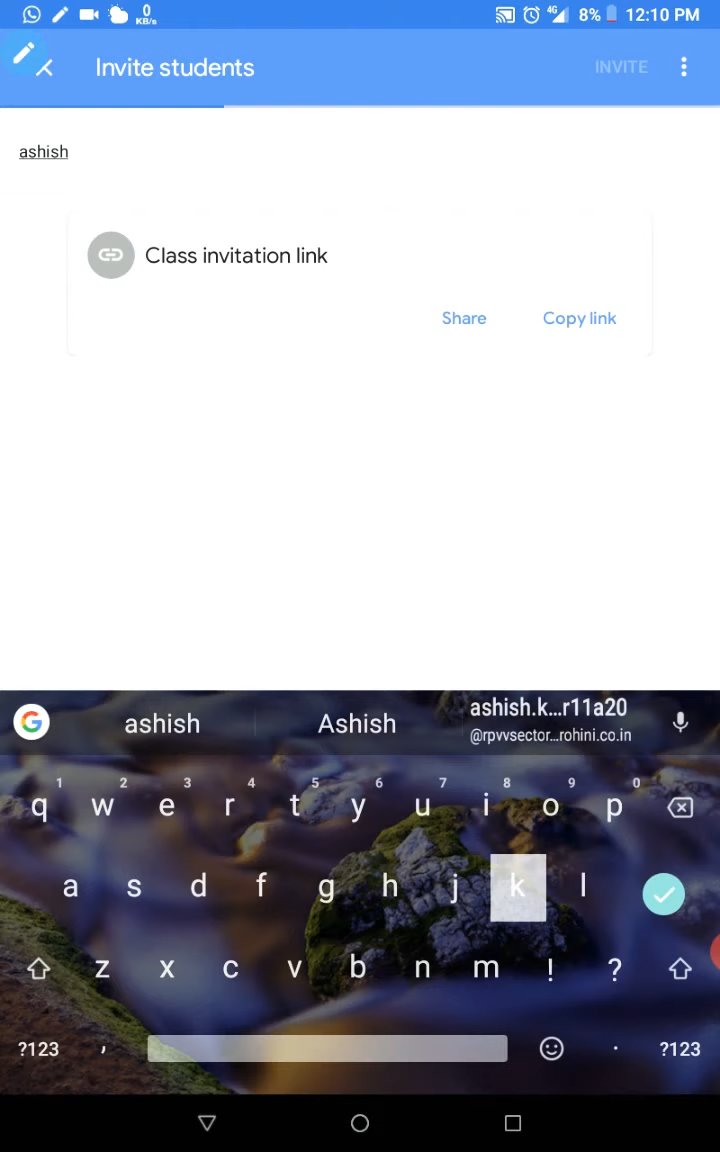 0
KB/s
4G
8%
12:10 PM
Invite students
INVITE
ashish
Class invitation link
Share
Copy link
ashish
Ashish
ashish.k...r11a20
@rpvvsector...rohini.co.in
1 2 3 4 5 6 7 8 9 0
q w e r t y u i o p
a s d f g h j k l
z x c v b n m ! ?
?123 , . ?123